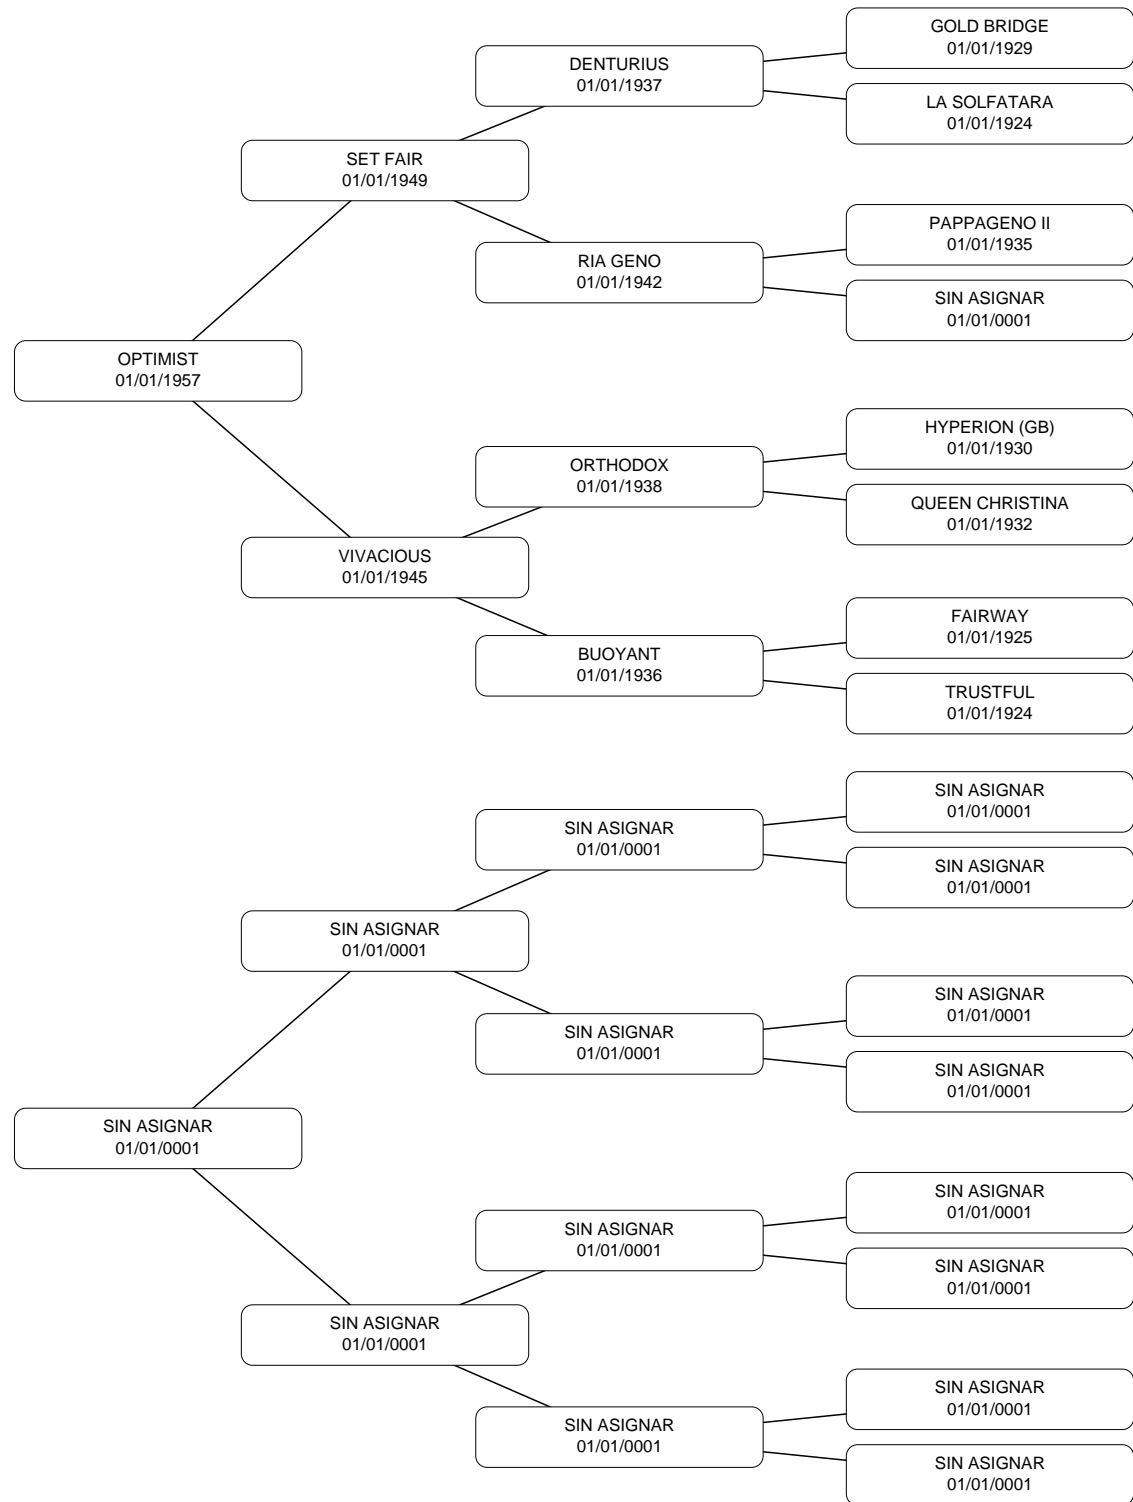 GOLD BRIDGE
01/01/1929
DENTURIUS
01/01/1937
LA SOLFATARA
01/01/1924
SET FAIR
01/01/1949
PAPPAGENO II
01/01/1935
RIA GENO
01/01/1942
SIN ASIGNAR
01/01/0001
OPTIMIST
01/01/1957
HYPERION (GB)
01/01/1930
ORTHODOX
01/01/1938
QUEEN CHRISTINA
01/01/1932
VIVACIOUS
01/01/1945
FAIRWAY
01/01/1925
BUOYANT
01/01/1936
TRUSTFUL
01/01/1924
SIN ASIGNAR
01/01/0001
SIN ASIGNAR
01/01/0001
SIN ASIGNAR
01/01/0001
SIN ASIGNAR
01/01/0001
SIN ASIGNAR
01/01/0001
SIN ASIGNAR
01/01/0001
SIN ASIGNAR
01/01/0001
SIN ASIGNAR
01/01/0001
SIN ASIGNAR
01/01/0001
SIN ASIGNAR
01/01/0001
SIN ASIGNAR
01/01/0001
SIN ASIGNAR
01/01/0001
SIN ASIGNAR
01/01/0001
SIN ASIGNAR
01/01/0001
SIN ASIGNAR
01/01/0001